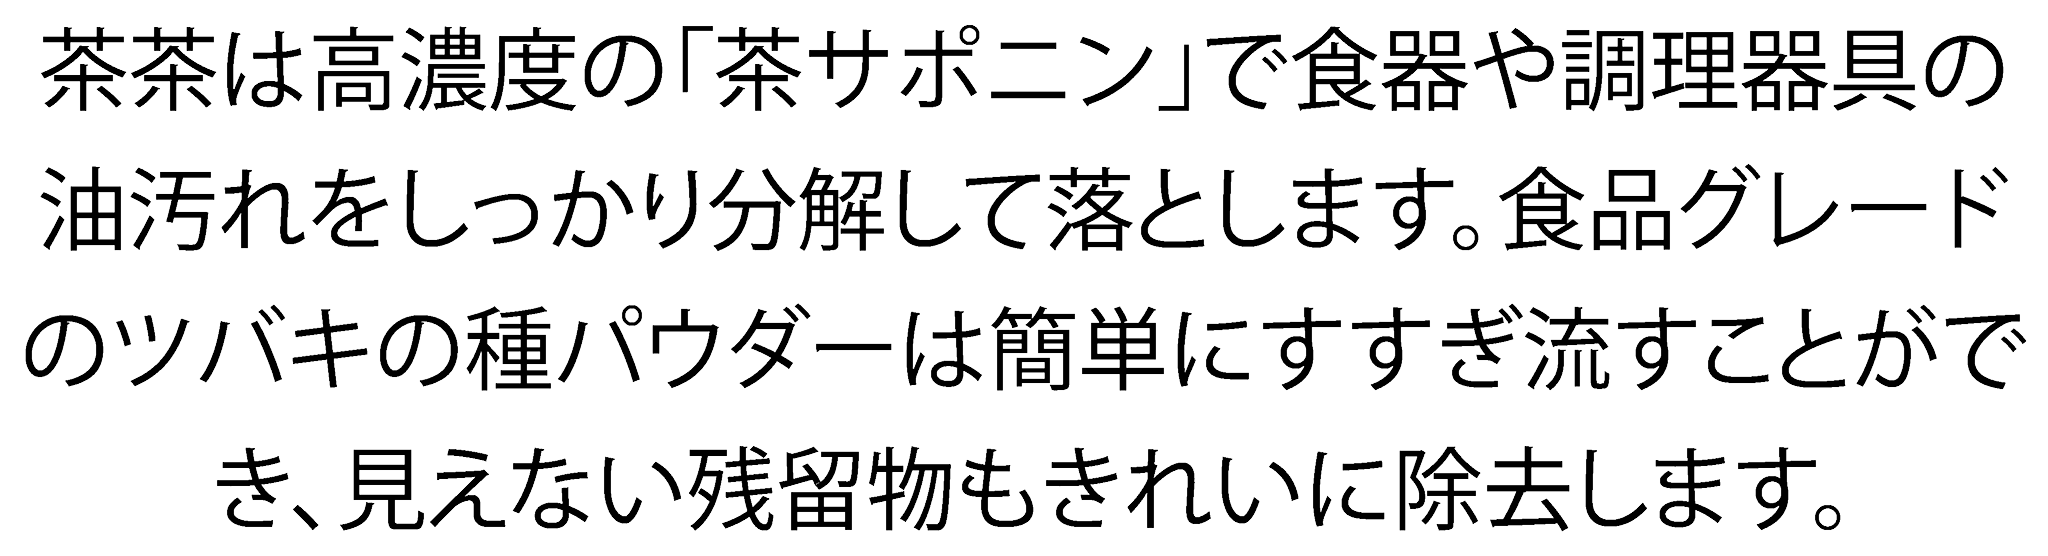 茶茶は高濃度の「茶サポニン」で食器や調理器具の
油汚れをしっかり分解して落とします。食品グレード
のツバキの種パウダーは簡単にすすぎ流すことがで
き、見えない残留物もきれいに除去します。